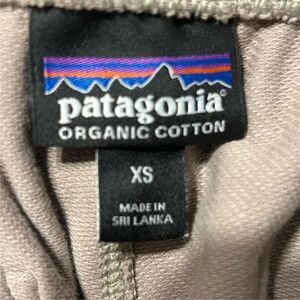 patagonia®
ORGANIC COTTON
XS
MADE IN
SRI LANKA